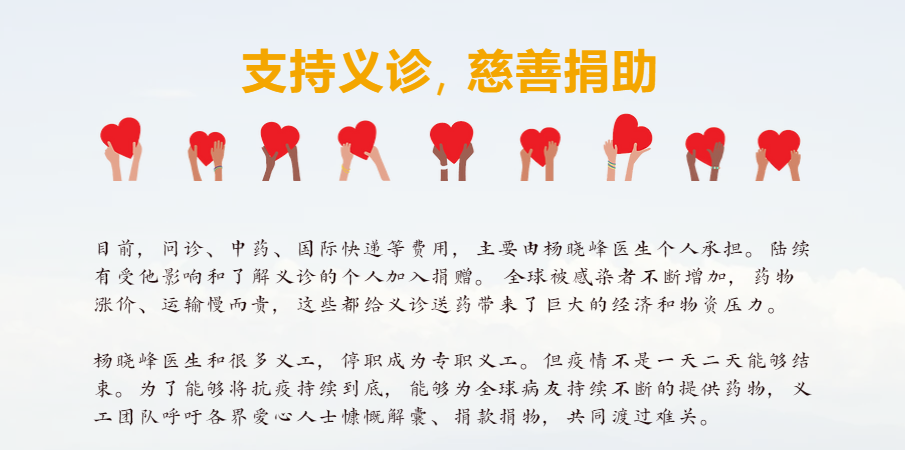 支持义诊，慈善捐助
目前，问诊、中药、国际快递等费用，主要由杨晓峰医生个人承担。陆续
有受他影响和了解义诊的个人加入捐赠。 全球被感染者不断增加，药物
涨价、运输慢而贵，这些都给义诊送药带来了巨大的经济和物资压力。
杨晓峰医生和很多义工，停职成为专职义工。但疫情不是一天二天能够结
束。为了能够将抗疫持续到底，能够为全球病友持续不断的提供药物，义
工团队呼吁各界爱心人士慷慨解囊、捐款捐物，共同渡过难关。